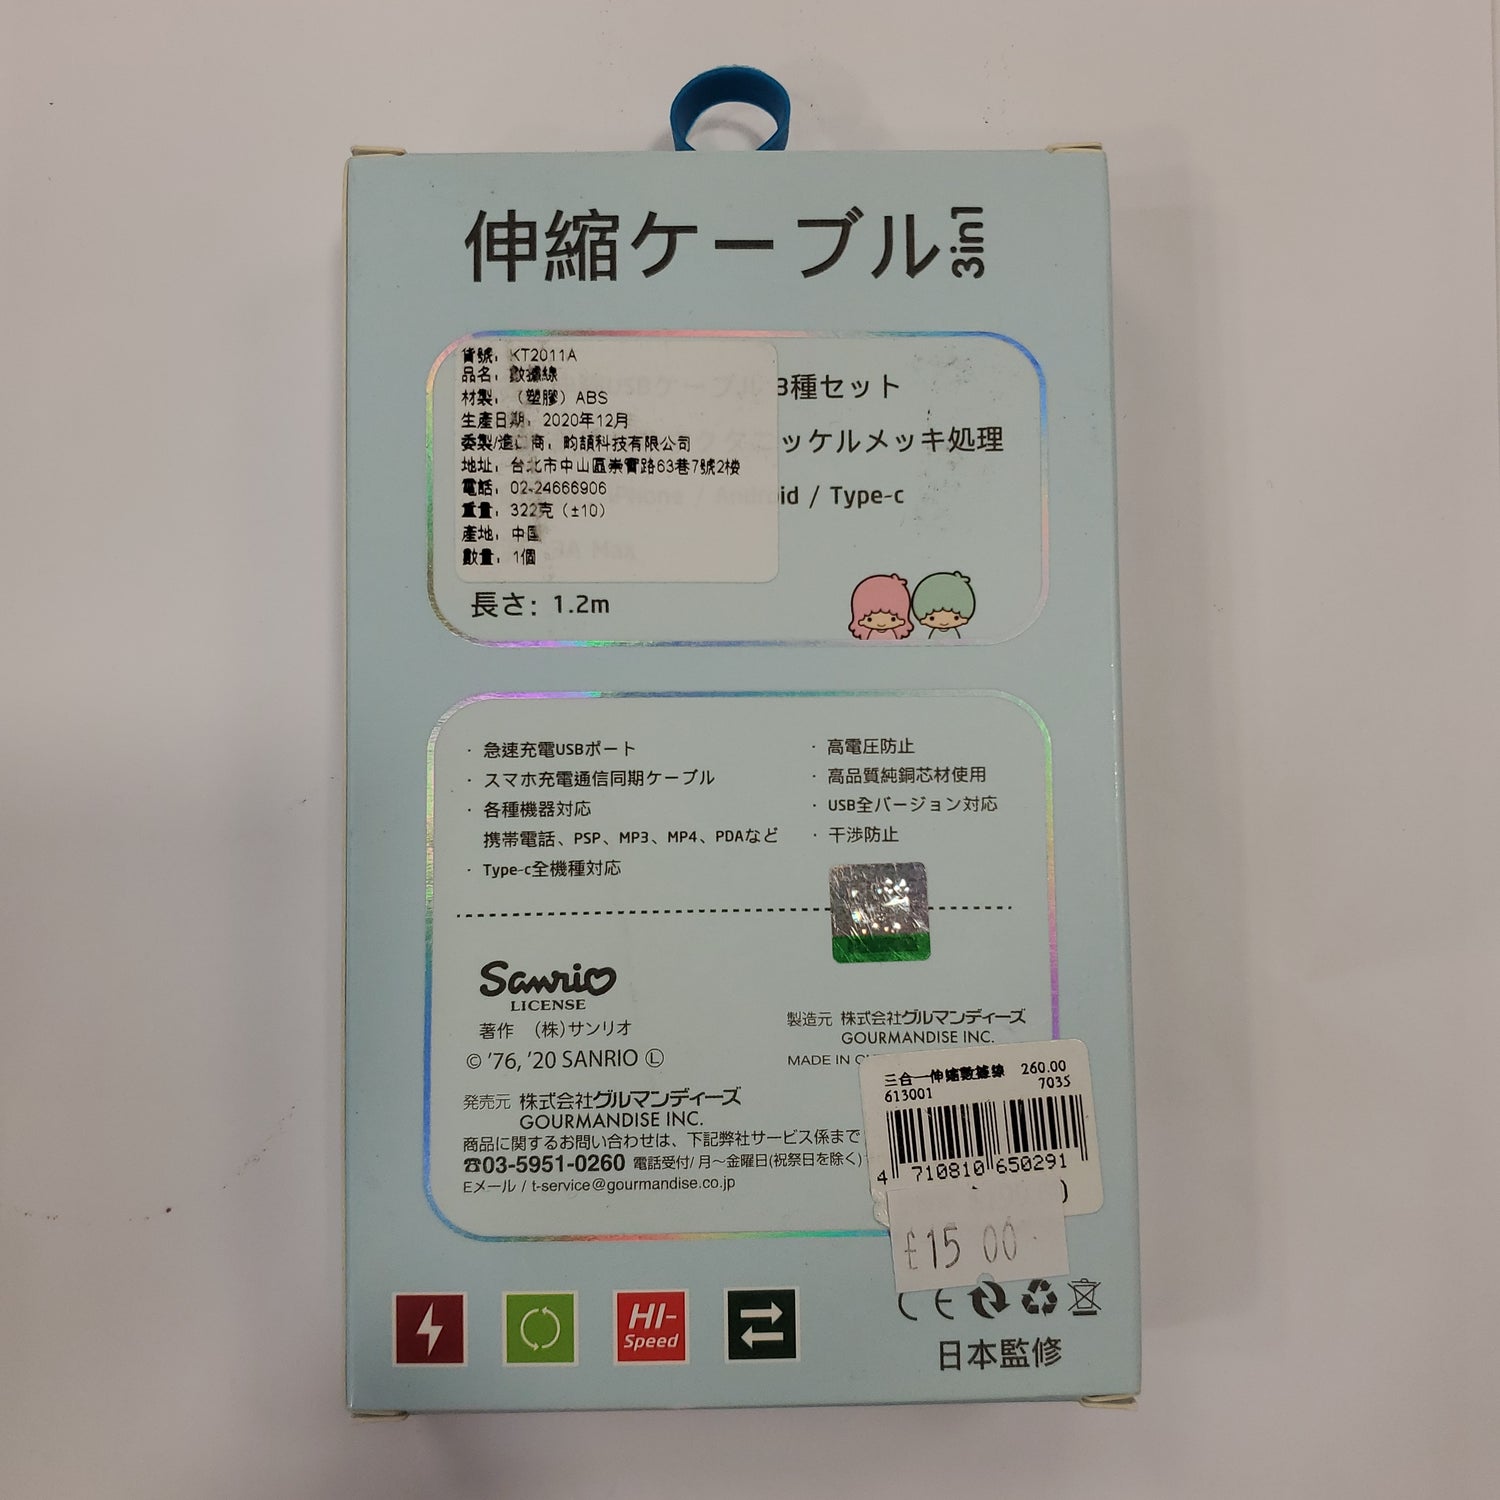 伸縮ケーブル 3in1
貨號：KT2011A
品名：數據線
材製：（塑膠）ABS
生產日期：2020年12月
委製/進口商：畇頡科技有限公司
地址：台北市中山區崇實路63巷7號2樓
電話：02-24666906
重量：322克（±10）
產地：中国
數量：1個
USBケーブル 3種セット
ッケルメッキ処理
iPhone / Android / Type-c
3A Max
長さ: 1.2m
・急速充電USBポート
・スマホ充電通信同期ケーブル
・各種機器対応
携帯電話、PSP、MP3、MP4、PDAなど
・Type-c全機種対応
・高電圧防止
・高品質純銅芯材使用
・USB全バージョン対応
・干渉防止
Sanrio
LICENSE
著作 （株）サンリオ
© '76, '20 SANRIO Ⓛ
製造元 株式会社グルマンディーズ
GOURMANDISE INC.
MADE IN
発売元 株式会社グルマンディーズ
GOURMANDISE INC.
商品に関するお問い合わせは、下記弊社サービス係まで
☎03-5951-0260 電話受付/ 月～金曜日(祝祭日を除く)
Eメール / t-service@gourmandise.co.jp
三合一伸縮數據線 260.00
613001 7035
4 710810 650291
£15 00
HI-
Speed
CE
日本監修